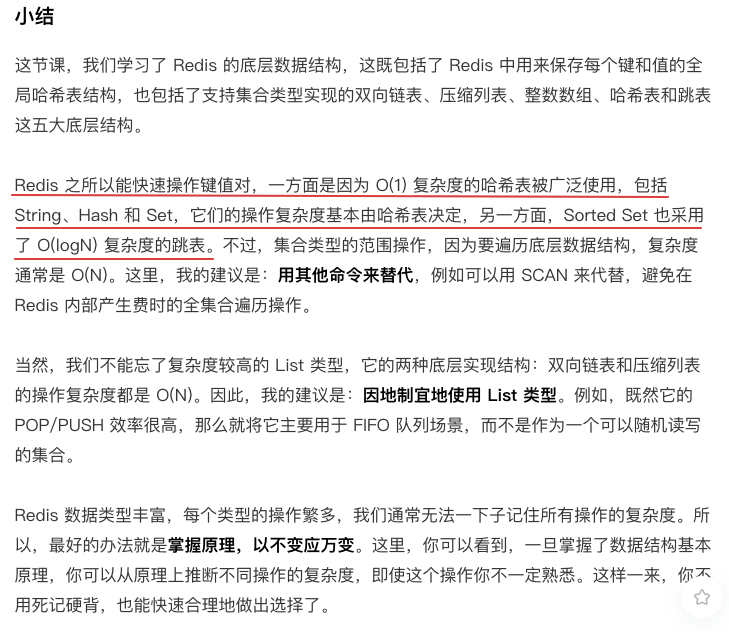 小结
这节课，我们学习了 Redis 的底层数据结构，这既包括了 Redis 中用来保存每个键和值的全
局哈希表结构，也包括了支持集合类型实现的双向链表、压缩列表、整数数组、哈希表和跳表
这五大底层结构。
Redis 之所以能快速操作键值对，一方面是因为 O(1) 复杂度的哈希表被广泛使用，包括
String、Hash 和 Set，它们的操作复杂度基本由哈希表决定，另一方面，Sorted Set 也采用
了 O(logN) 复杂度的跳表。不过，集合类型的范围操作，因为要遍历底层数据结构，复杂度
通常是 O(N)。这里，我的建议是：用其他命令来替代，例如可以用 SCAN 来代替，避免在
Redis 内部产生费时的全集合遍历操作。
当然，我们不能忘了复杂度较高的 List 类型，它的两种底层实现结构：双向链表和压缩列表
的操作复杂度都是 O(N)。因此，我的建议是：因地制宜地使用 List 类型。例如，既然它的
POP/PUSH 效率很高，那么就将它主要用于 FIFO 队列场景，而不是作为一个可以随机读写
的集合。
Redis 数据类型丰富，每个类型的操作繁多，我们通常无法一下子记住所有操作的复杂度。所
以，最好的办法就是掌握原理，以不变应万变。这里，你可以看到，一旦掌握了数据结构基本
原理，你可以从原理上推断不同操作的复杂度，即使这个操作你不一定熟悉。这样一来，你不
用死记硬背，也能快速合理地做出选择了。